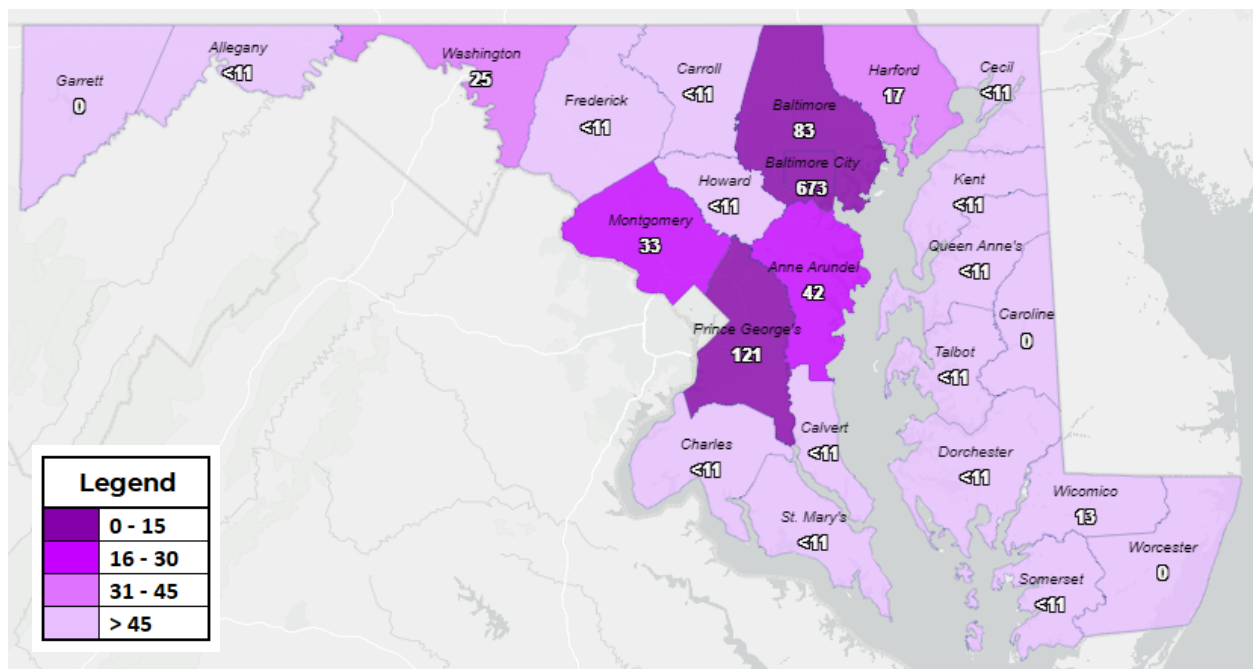 Garrett
0
Allegany
<11
Washington
25
Frederick
<11
Carroll
<11
Baltimore
83
Baltimore City
673
Harford
17
Cecil
<11
Howard
<11
Montgomery
33
Anne Arundel
42
Prince George's
121
Kent
<11
Queen Anne's
<11
Caroline
0
Talbot
<11
Calvert
<11
Charles
<11
St. Mary's
<11
Dorchester
<11
Wicomico
13
Worcester
0
Somerset
<11
Legend
0 - 15
16 - 30
31 - 45
> 45